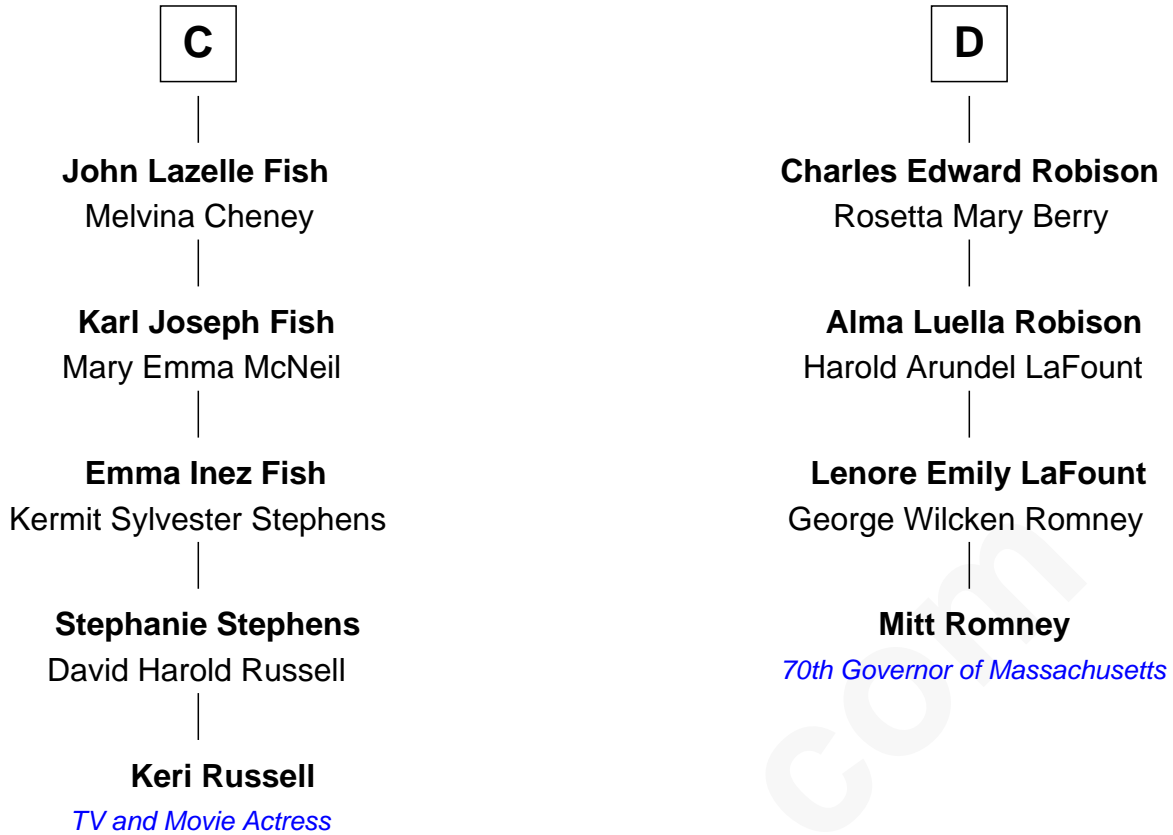 C
John Lazelle Fish
Melvina Cheney
Karl Joseph Fish
Mary Emma McNeil
Emma Inez Fish
Kermit Sylvester Stephens
Stephanie Stephens
David Harold Russell
Keri Russell
TV and Movie Actress
D
Charles Edward Robison
Rosetta Mary Berry
Alma Luella Robison
Harold Arundel LaFount
Lenore Emily LaFount
George Wilcken Romney
Mitt Romney
70th Governor of Massachusetts
com